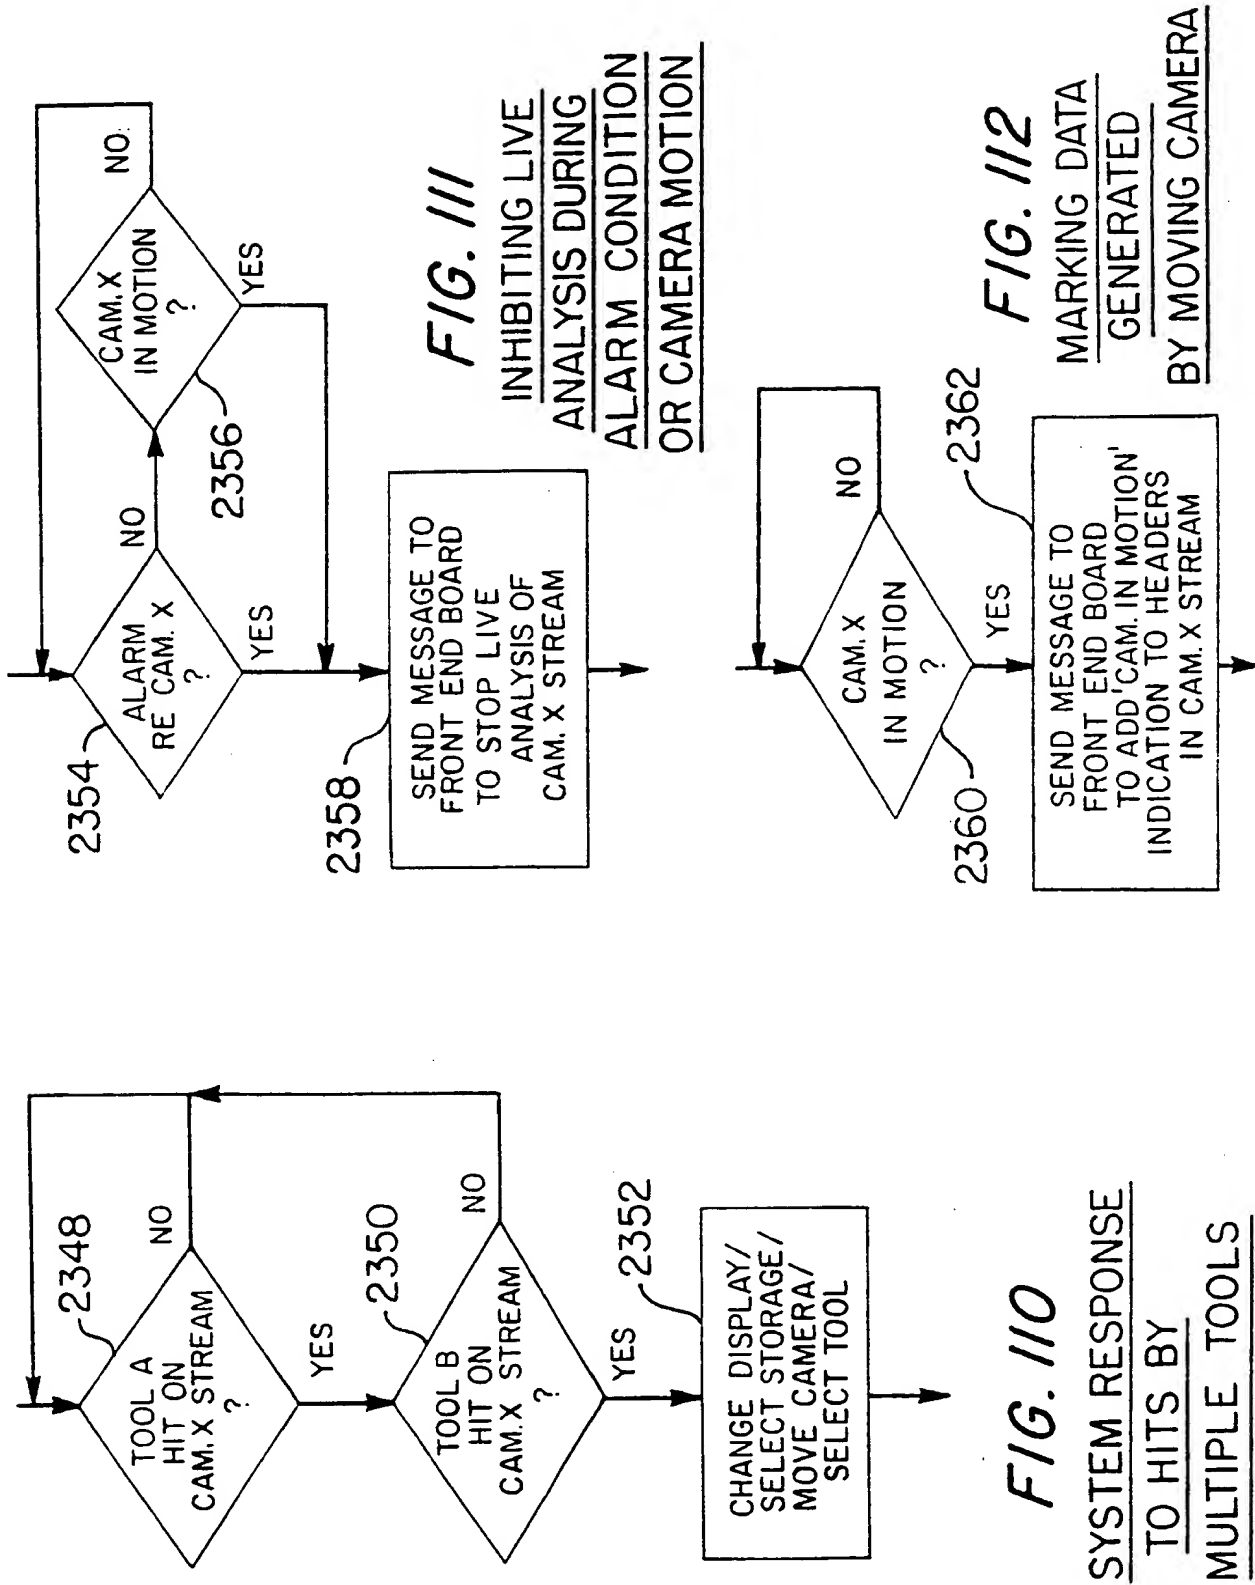 2348
TOOL A
HIT ON
CAM.X STREAM
?
NO
YES
2350
TOOL B
HIT ON
CAM.X STREAM
?
NO
YES
2352
CHANGE DISPLAY/
SELECT STORAGE/
MOVE CAMERA/
SELECT TOOL
FIG. 110
SYSTEM RESPONSE
TO HITS BY
MULTIPLE TOOLS
2354
ALARM
RE CAM. X
?
NO
YES
CAM.X
IN MOTION
?
NO
YES
2356
2358
SEND MESSAGE TO
FRONT END BOARD
TO STOP LIVE
ANALYSIS OF
CAM. X STREAM
FIG. 111
INHIBITING LIVE
ANALYSIS DURING
ALARM CONDITION
OR CAMERA MOTION
CAM.X
IN MOTION
?
NO
YES
2360
2362
SEND MESSAGE TO
FRONT END BOARD
TO ADD 'CAM. IN MOTION'
INDICATION TO HEADERS
IN CAM. X STREAM
FIG. 112
MARKING DATA
GENERATED
BY MOVING CAMERA